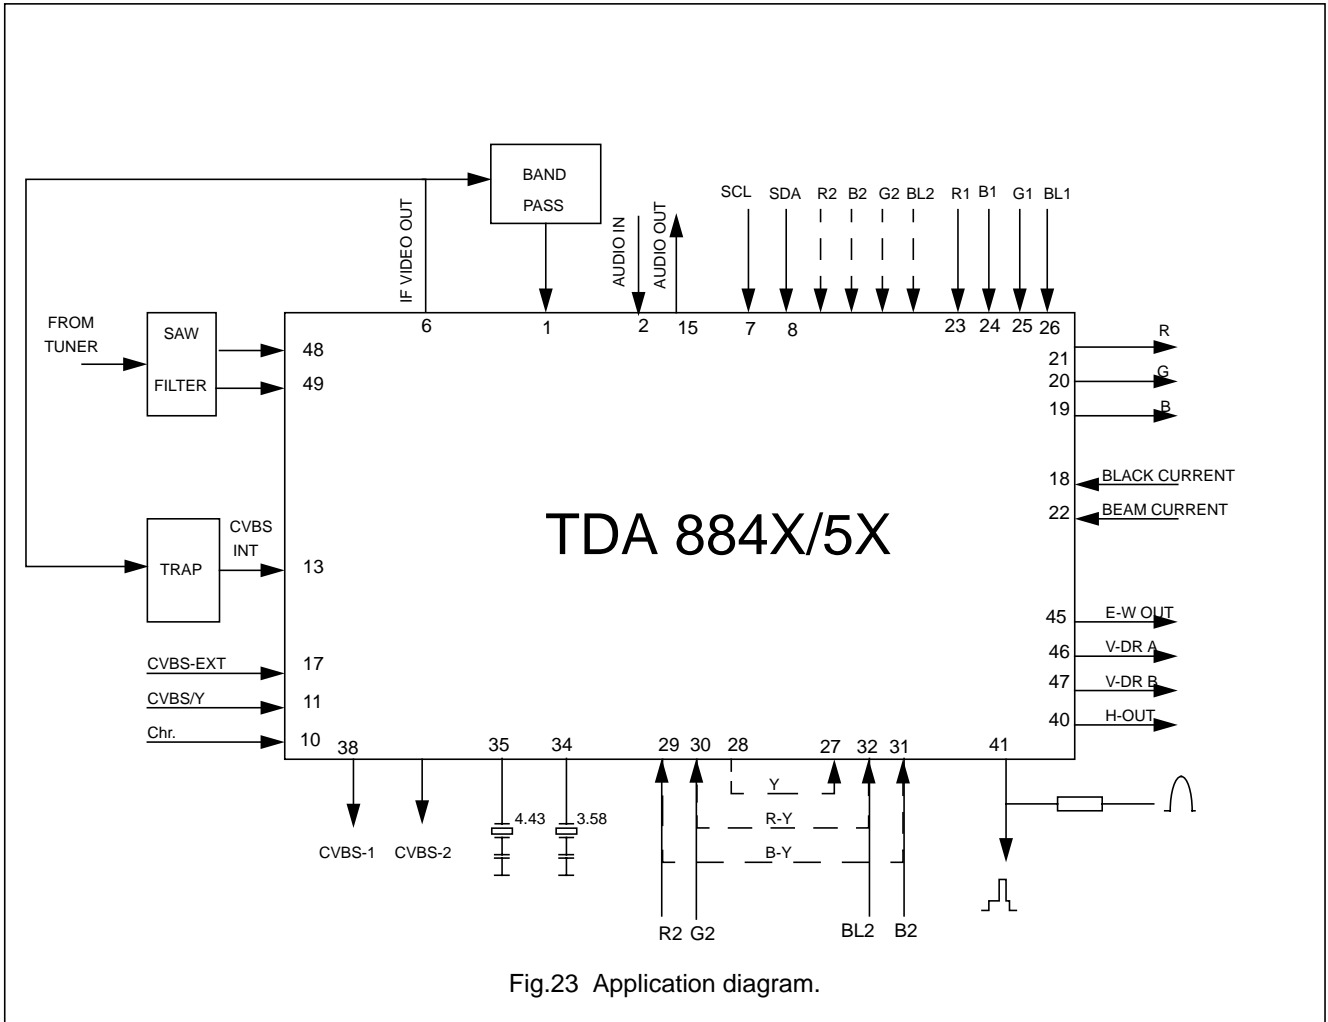 BAND
PASS
IF VIDEO OUT
AUDIO IN
AUDIO OUT
SCL
SDA
R2
B2
G2
BL2
R1
B1
G1
BL1
6
1
2
15
7
8
23
24
25
26
FROM
TUNER
SAW
FILTER
48
49
21
R
20
G
19
B
18
BLACK CURRENT
22
BEAM CURRENT
TDA 884X/5X
TRAP
CVBS
INT
13
CVBS-EXT
17
CVBS/Y
11
Chr.
10
45
E-W OUT
46
V-DR A
47
V-DR B
40
H-OUT
38
35
34
29
30
28
27
32
31
41
Y
R-Y
B-Y
4.43
3.58
CVBS-1
CVBS-2
R2
G2
BL2
B2
Fig.23 Application diagram.